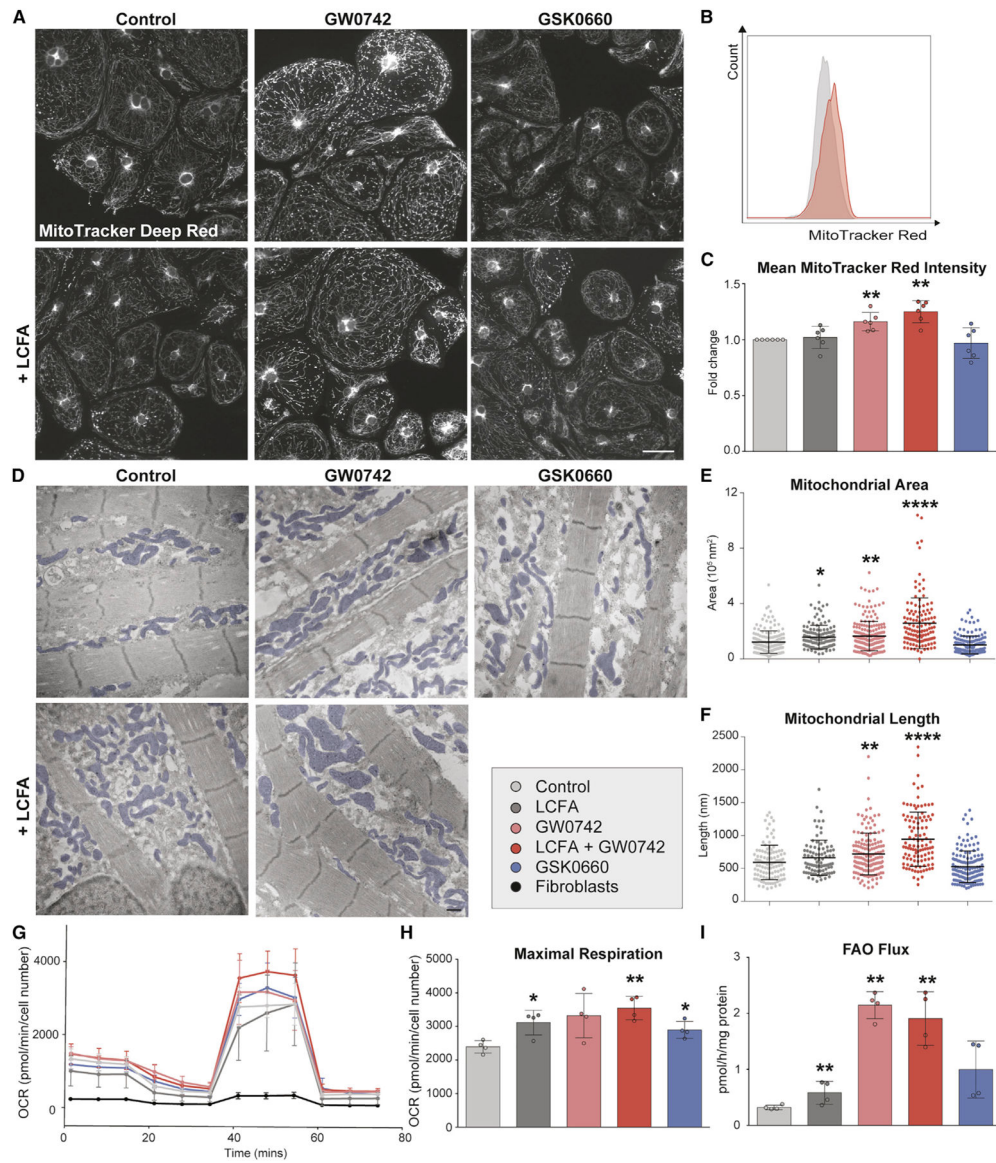 A
Control
GW0742
GSK0660
MitoTracker Deep Red
+ LCFA
B
Count
MitoTracker Red
C
Mean MitoTracker Red Intensity
Fold change
1.5
1.0
0.5
0.0
**
**
D
Control
GW0742
GSK0660
+ LCFA
Control
LCFA
GW0742
LCFA + GW0742
GSK0660
Fibroblasts
E
Mitochondrial Area
Area (10⁵ nm²)
12
9
6
3
0
*
**
****
F
Mitochondrial Length
Length (nm)
2500
2000
1500
1000
500
0
**
****
G
OCR (pmol/min/cell number)
4000
2000
0
0
20
40
60
80
Time (mins)
H
Maximal Respiration
OCR (pmol/min/cell number)
5000
4000
3000
2000
1000
0
*
**
*
I
FAO Flux
pmol/h/mg protein
3
2
1
0
**
**
**